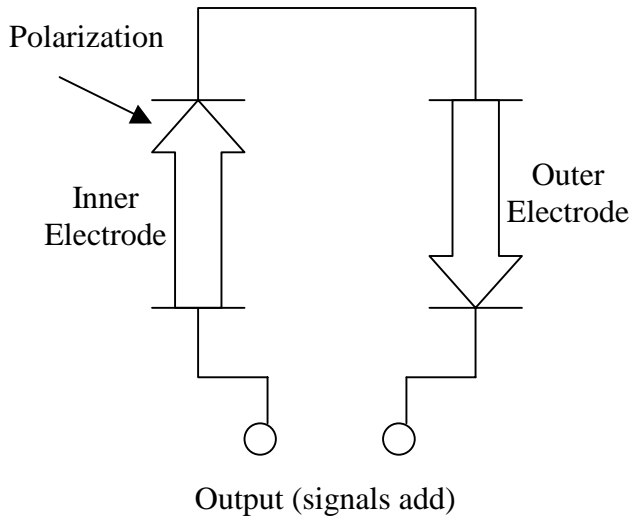 Polarization
Inner
Electrode
Outer
Electrode
Output (signals add)